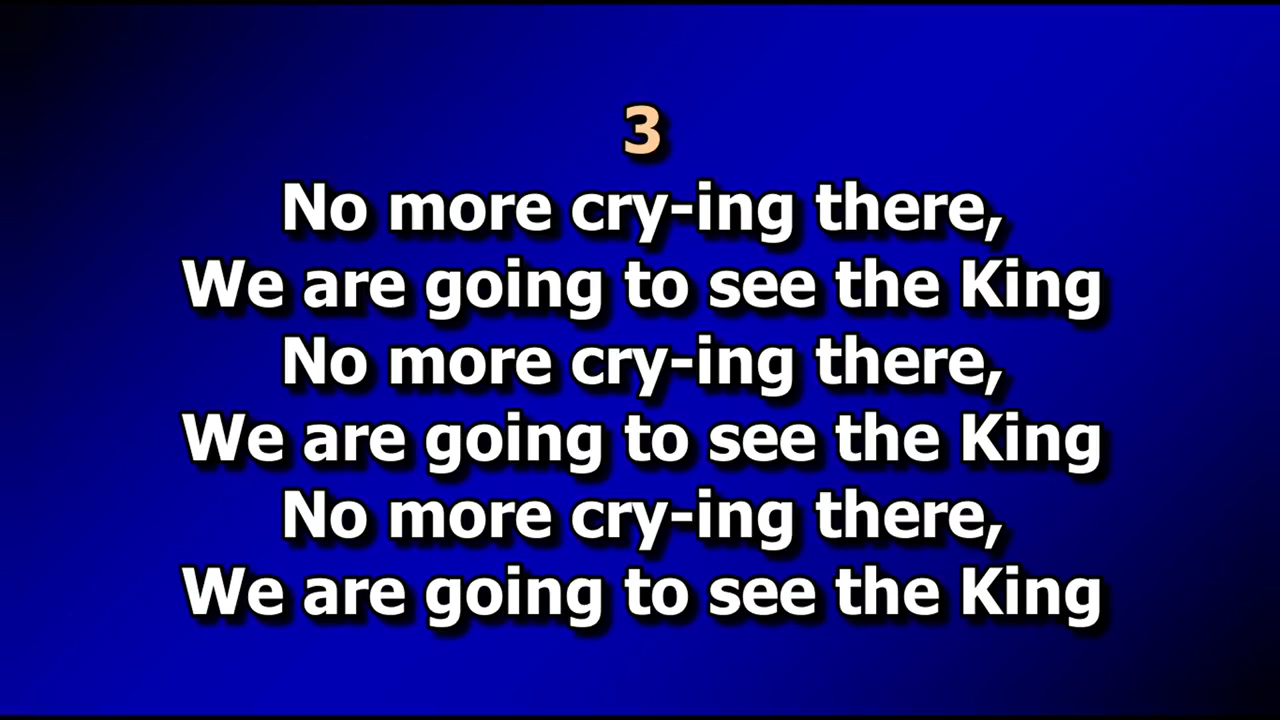 3
No more cry-ing there,
We are going to see the King
No more cry-ing there,
We are going to see the King
No more cry-ing there,
We are going to see the King